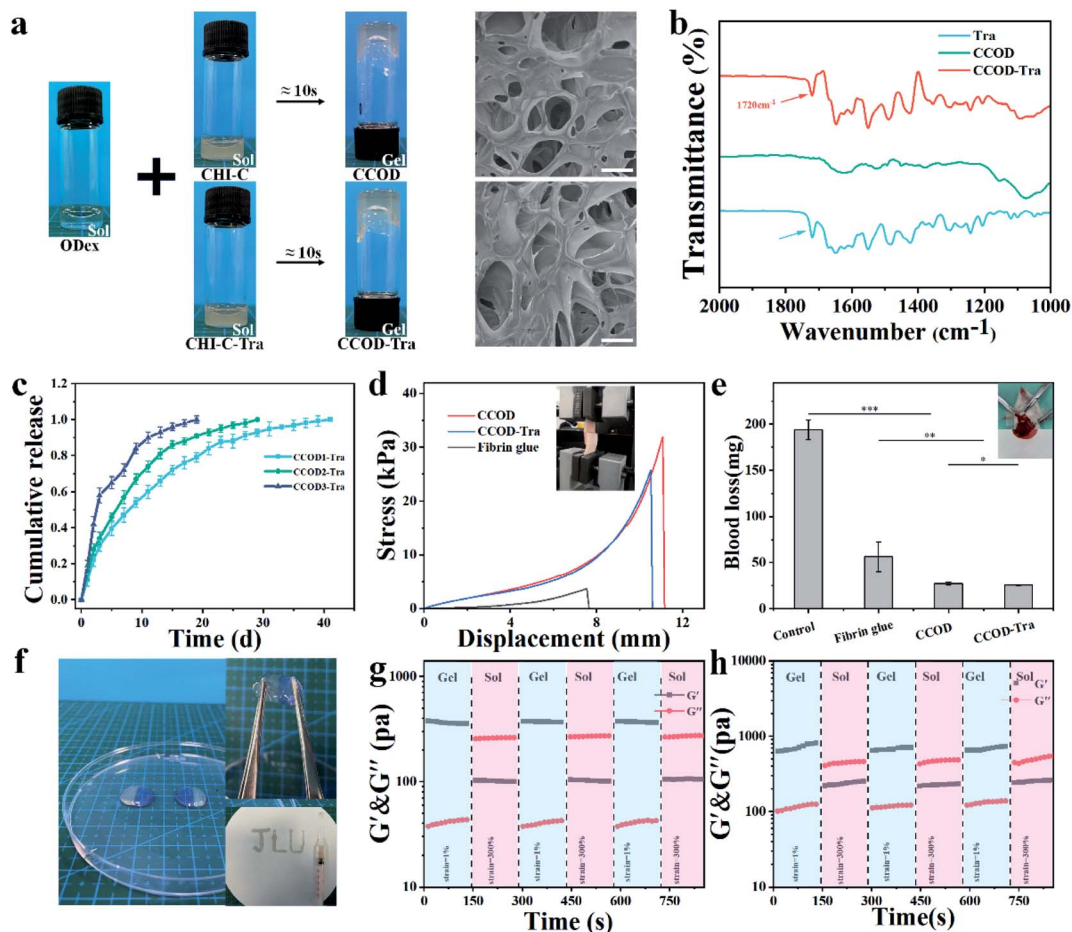 a
Sol
ODex
+
Sol
CHI-C
≈ 10s
Gel
CCOD
Sol
CHI-C-Tra
≈ 10s
Gel
CCOD-Tra
b
Transmittance (%)
Tra
CCOD
CCOD-Tra
1720cm-1
2000 1800 1600 1400 1200 1000
Wavenumber (cm-1)
c
Cumulative release
1.2
1.0
0.8
0.6
0.4
0.2
0.0
CCOD1-Tra
CCOD2-Tra
CCOD3-Tra
0 10 20 30 40
Time (d)
d
Stress (kPa)
40
30
20
10
0
CCOD
CCOD-Tra
Fibrin glue
0 3 6 9 12
Displacement (mm)
e
Blood loss(mg)
200
150
100
50
0
***
**
*
Control
Fibrin glue
CCOD
CCOD-Tra
f
JLU
g
G'&G'' (pa)
1000
100
10
Gel Sol Gel Sol Gel Sol
G'
G''
strain=1%
strain=300%
strain=1%
strain=300%
strain=1%
strain=300%
0 150 300 450 600 750
Time (s)
h
G'&G''(pa)
10000
1000
100
10
Gel Sol Gel Sol Gel Sol
G'
G''
strain=1%
strain=300%
strain=1%
strain=300%
strain=1%
strain=300%
0 150 300 450 600 750
Time(s)